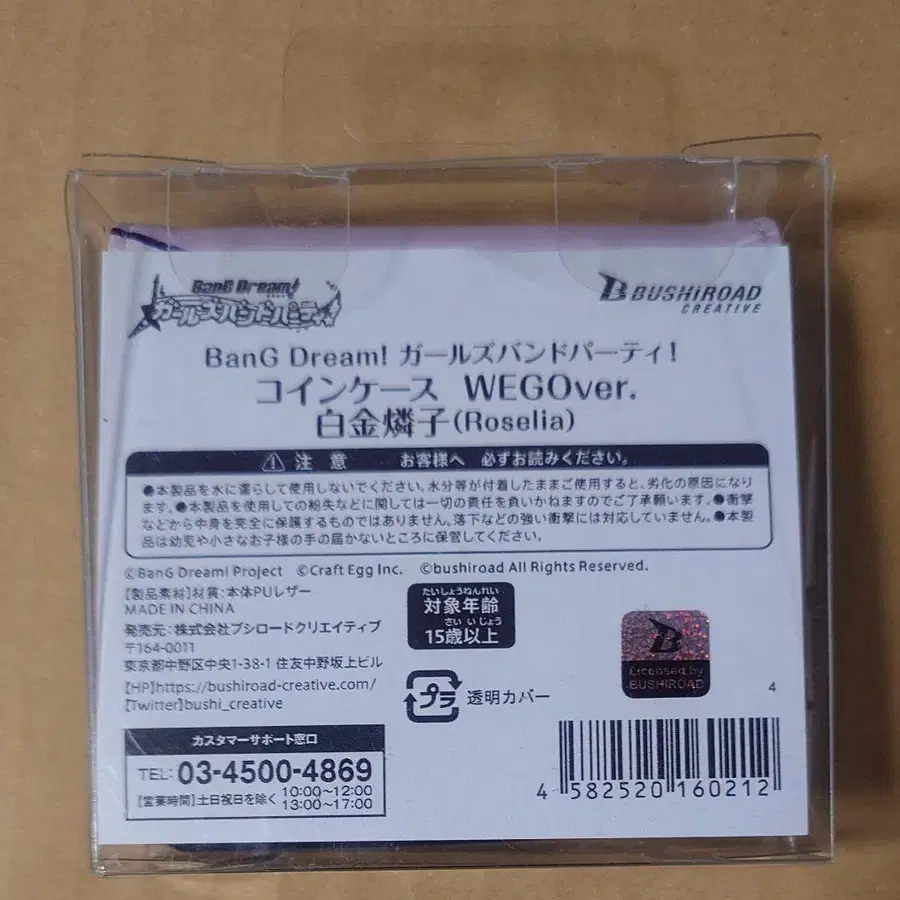 BanG Dream!
ガールズバンドパーティ!
BUSHIROAD
CREATIVE
BanG Dream! ガールズバンドパーティ!
コインケース WEGOver.
白金燐子(Roselia)
注 意 お客様へ 必ずお読みください。
●本製品を水に濡らして使用しないでください。水分等が付着したままご使用すると、劣化の原因になり
ます。●本製品を使用しての紛失などに関しては一切の責任を負いかねますのでご了承願います。●衝撃
などから中身を完全に保護するものではありません。落下などの強い衝撃には対応していません。●本製
品は幼児や小さなお子様の手の届かないところに保管してください。
©BanG Dream! Project ©Craft Egg Inc. ©bushiroad All Rights Reserved.
【製品素材】材質:本体PUレザー
MADE IN CHINA
発売元:株式会社ブシロードクリエイティブ
〒164-0011
東京都中野区中央1-38-1 住友中野坂上ビル
【HP】https://bushiroad-creative.com/
【Twitter】bushi_creative
たいしょうねんれい
対象年齢
さい いじょう
15歳以上
プラ 透明カバー
B
Licensed by
BUSHIROAD
4
カスタマーサポート窓口
TEL: 03-4500-4869
【営業時間】土日祝日を除く 10:00〜12:00
13:00〜17:00
4 582520 160212